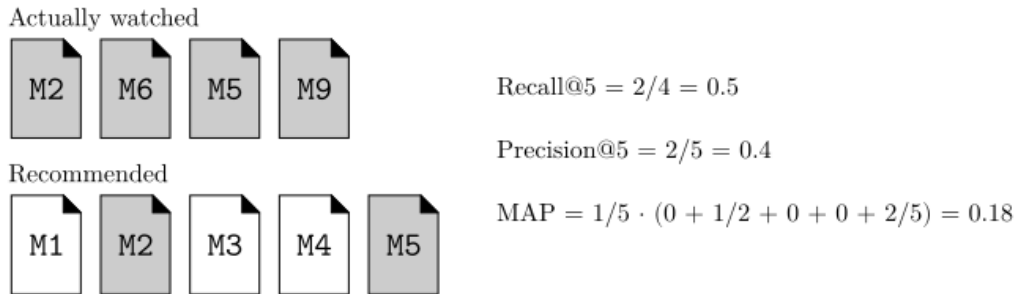 Actually watched
M2 M6 M5 M9
Recommended
M1 M2 M3 M4 M5
Recall@5 = 2/4 = 0.5
Precision@5 = 2/5 = 0.4
MAP = 1/5 · (0 + 1/2 + 0 + 0 + 2/5) = 0.18